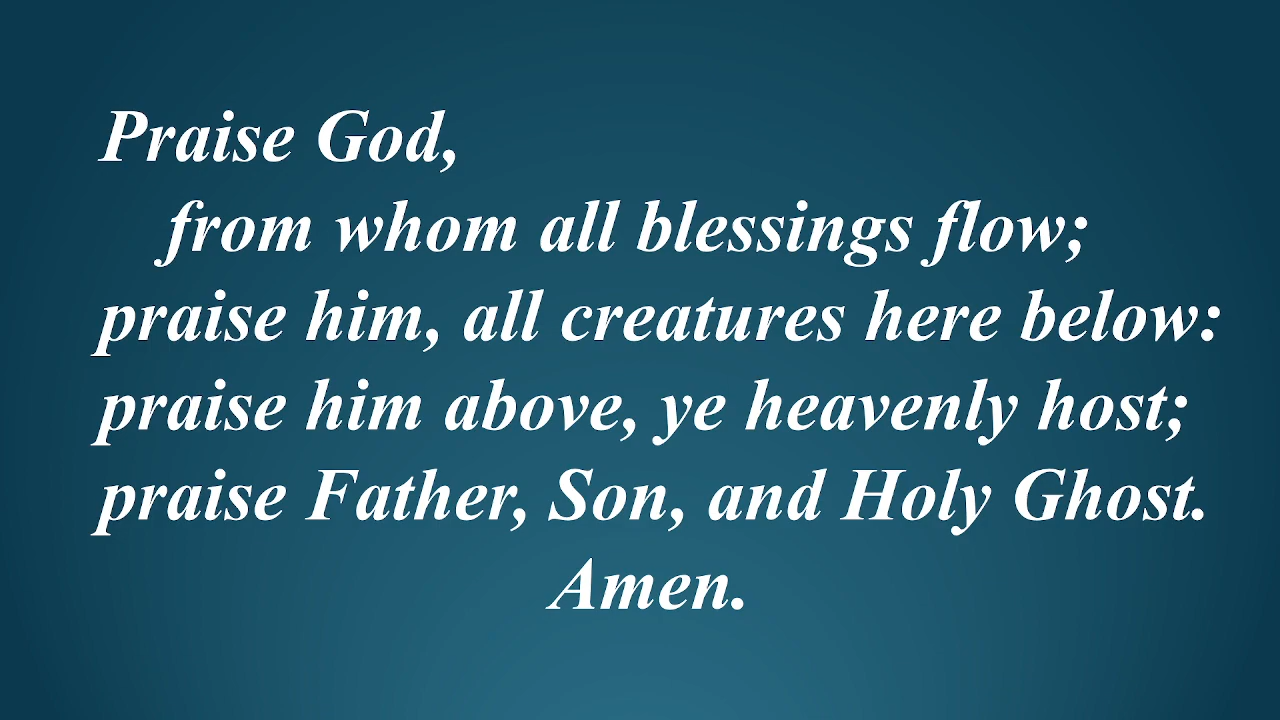 Praise God,
from whom all blessings flow;
praise him, all creatures here below:
praise him above, ye heavenly host;
praise Father, Son, and Holy Ghost.
Amen.